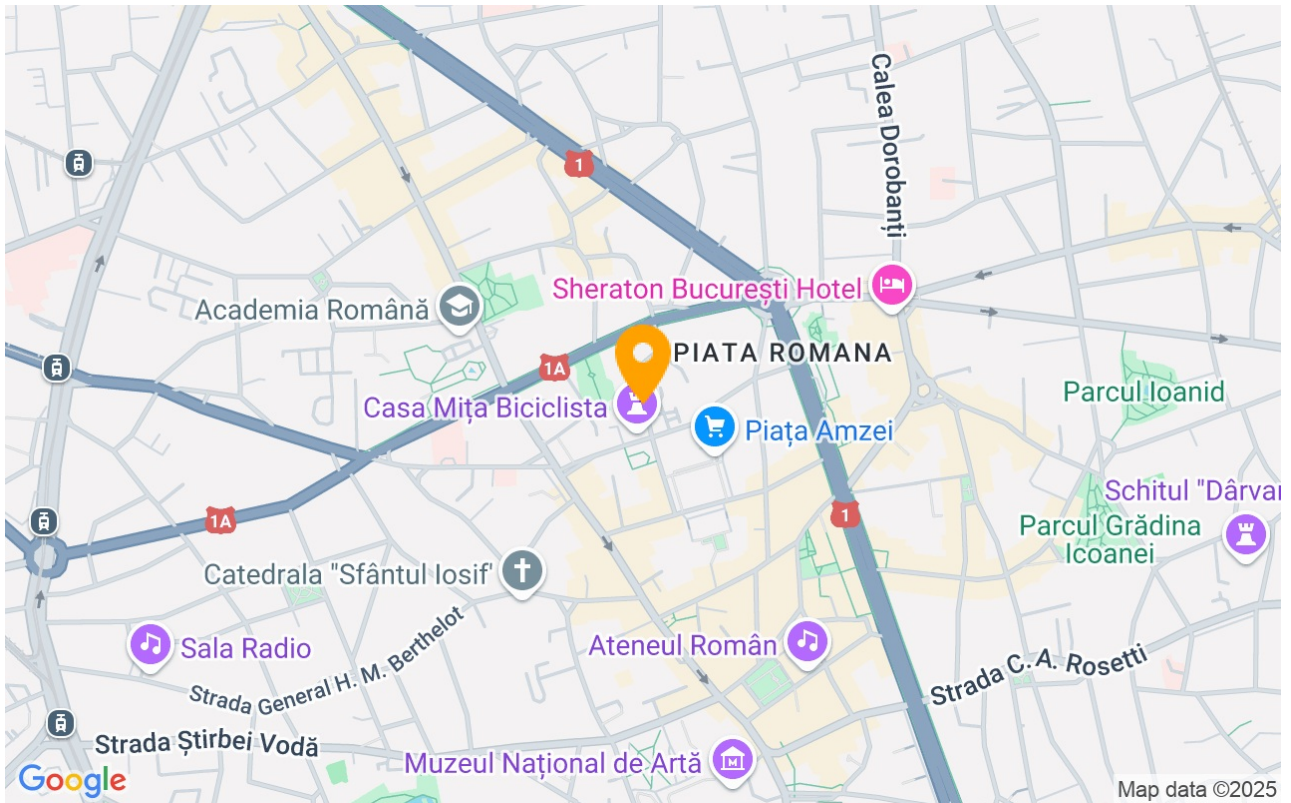 Calea Dorobanți
1
Sheraton București Hotel
Academia Română
PIATA ROMANA
1A
Parcul Ioanid
Casa Mița Biciclista
Piața Amzei
Schitul "Dârvar
1A
1
Parcul Grădina
Icoanei
Catedrala "Sfântul Iosif"
Sala Radio
Ateneul Român
Strada General H. M. Berthelot
Strada C. A. Rosetti
Strada Știrbei Vodă
Muzeul Național de Artă
M
Google
Map data ©2025